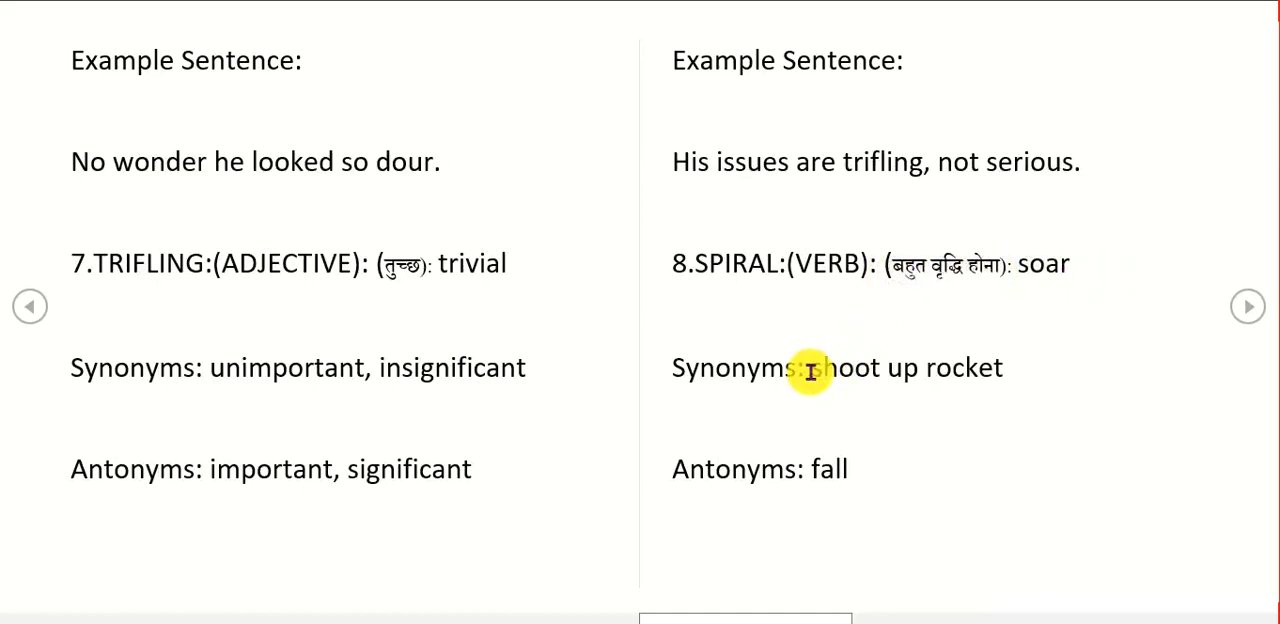 Example Sentence:
No wonder he looked so dour.
7.TRIFLING:(ADJECTIVE): (तुच्छ): trivial
Synonyms: unimportant, insignificant
Antonyms: important, significant
Example Sentence:
His issues are trifling, not serious.
8.SPIRAL:(VERB): (बहुत वृद्धि होना): soar
Synonyms: shoot up rocket
Antonyms: fall